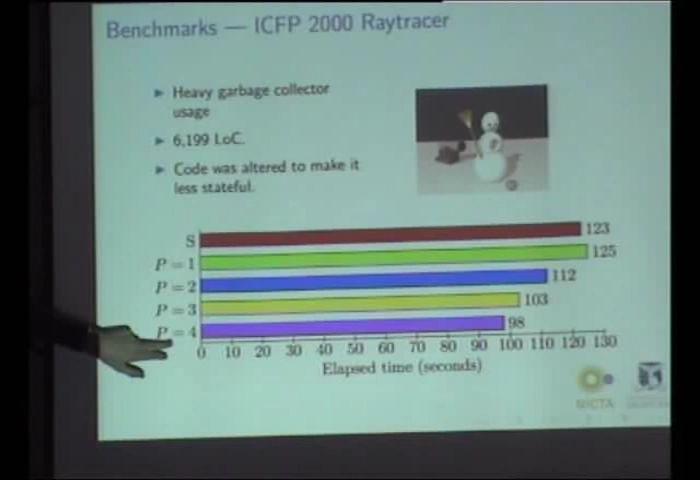 Benchmarks — ICFP 2000 Raytracer
► Heavy garbage collector
usage
► 6,199 LoC.
► Code was altered to make it
less stateful.
S 123
P = 1 125
P = 2 112
P = 3 103
P = 4 98
0 10 20 30 40 50 60 70 80 90 100 110 120 130
Elapsed time (seconds)
NICTA